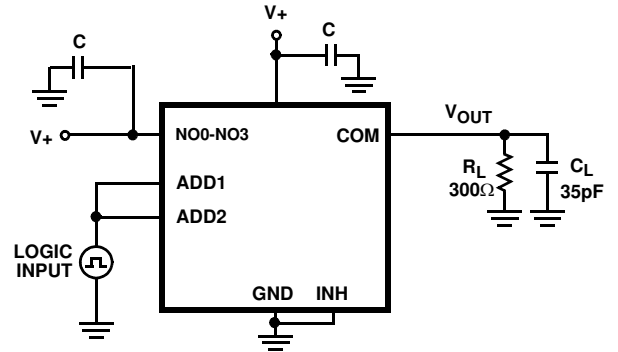 V+
C
C
V+
NO0-NO3
COM
VOUT
RL
300Ω
CL
35pF
ADD1
ADD2
LOGIC
INPUT
GND
INH